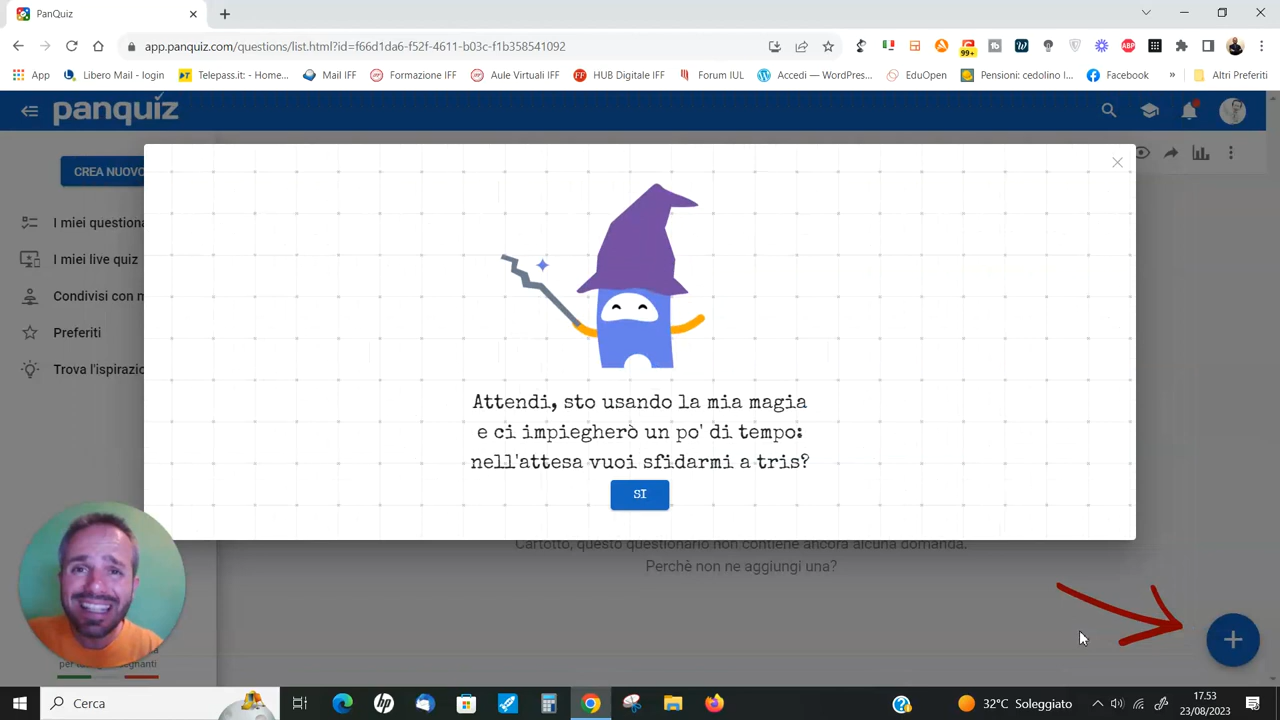 PanQuiz
app.panquiz.com/questions/list.html?id=f66d1da6-f52f-4611-b03c-f1b358541092
99+
ABP
App
Libero Mail - login
Telepass.it: - Home...
Mail IFF
Formazione IFF
Aule Virtuali IFF
HUB Digitale IFF
Forum IUL
Accedi — WordPres...
EduOpen
Pensioni: cedolino I...
Facebook
»
Altri Preferiti
panquiz
CREA NUOVO
I miei questiona
I miei live quiz
Condivisi con m
Preferiti
Trova l'ispirazio
Attendi, sto usando la mia magia
e ci impiegherò un po' di tempo:
nell'attesa vuoi sfidarmi a tris?
SI
Cartotto, questo questionario non contiene ancora alcuna domanda.
Perchè non ne aggiungi una?
Cerca
32°C Soleggiato
17.53
23/08/2023